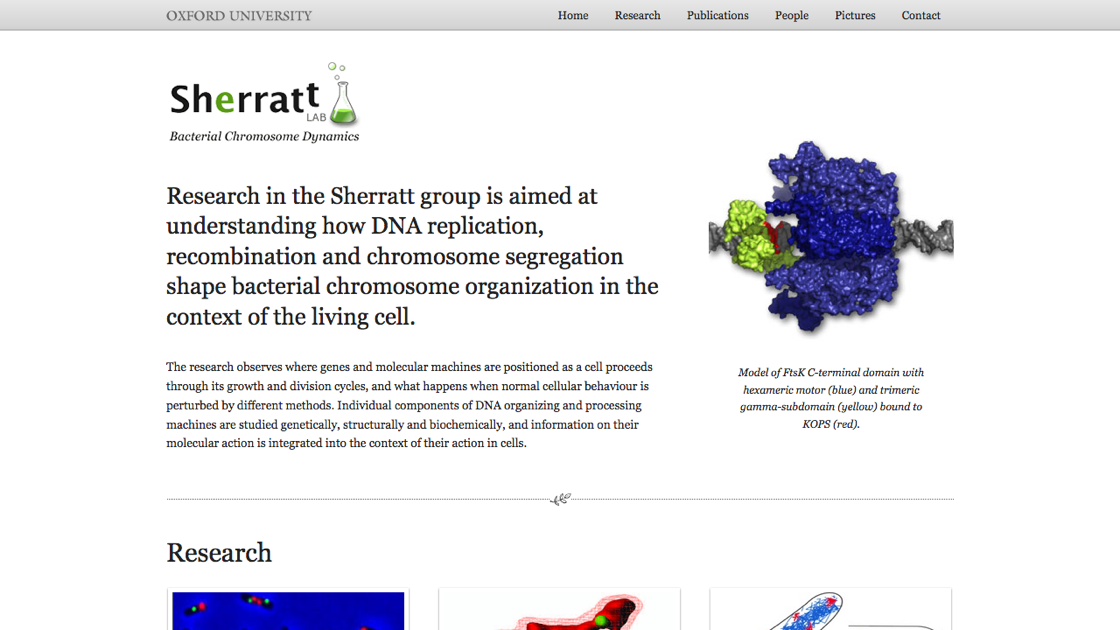 OXFORD UNIVERSITY
Home Research Publications People Pictures Contact
Sherratt
LAB
Bacterial Chromosome Dynamics
Research in the Sherratt group is aimed at
understanding how DNA replication,
recombination and chromosome segregation
shape bacterial chromosome organization in the
context of the living cell.
The research observes where genes and molecular machines are positioned as a cell proceeds
through its growth and division cycles, and what happens when normal cellular behaviour is
perturbed by different methods. Individual components of DNA organizing and processing
machines are studied genetically, structurally and biochemically, and information on their
molecular action is integrated into the context of their action in cells.
Model of FtsK C-terminal domain with
hexameric motor (blue) and trimeric
gamma-subdomain (yellow) bound to
KOPS (red).
Research